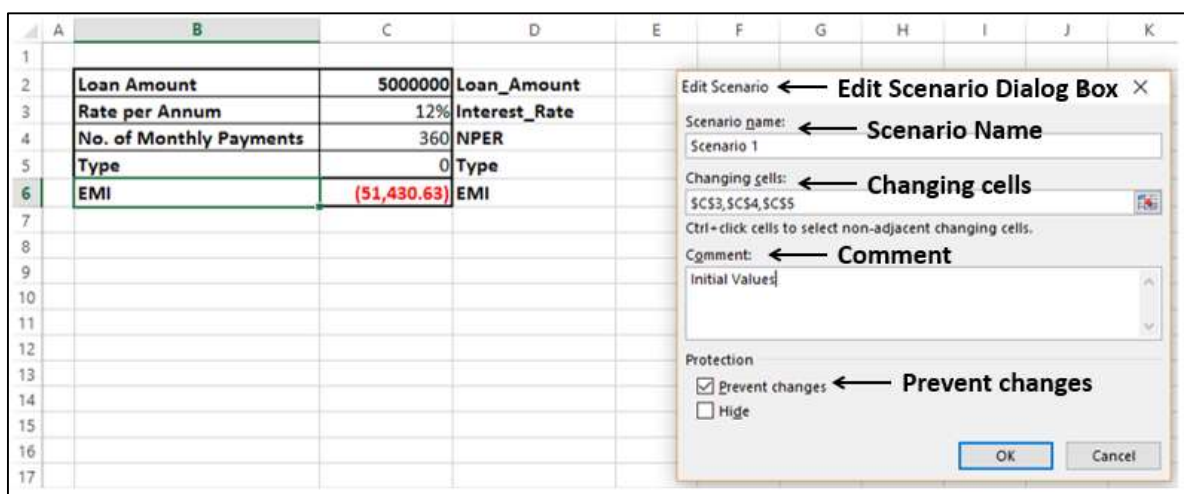 A B C D E F G H I J K
1
2 Loan Amount 5000000 Loan_Amount
3 Rate per Annum 12% Interest_Rate
4 No. of Monthly Payments 360 NPER
5 Type 0 Type
6 EMI (51,430.63) EMI
7
8
9
10
11
12
13
14
15
16
17
Edit Scenario Edit Scenario Dialog Box
Scenario name: Scenario Name
Scenario 1
Changing cells: Changing cells
$C$3,$C$4,$C$5
Ctrl+click cells to select non-adjacent changing cells.
Comment: Comment
Initial Values
Protection
Prevent changes Prevent changes
Hide
OK Cancel